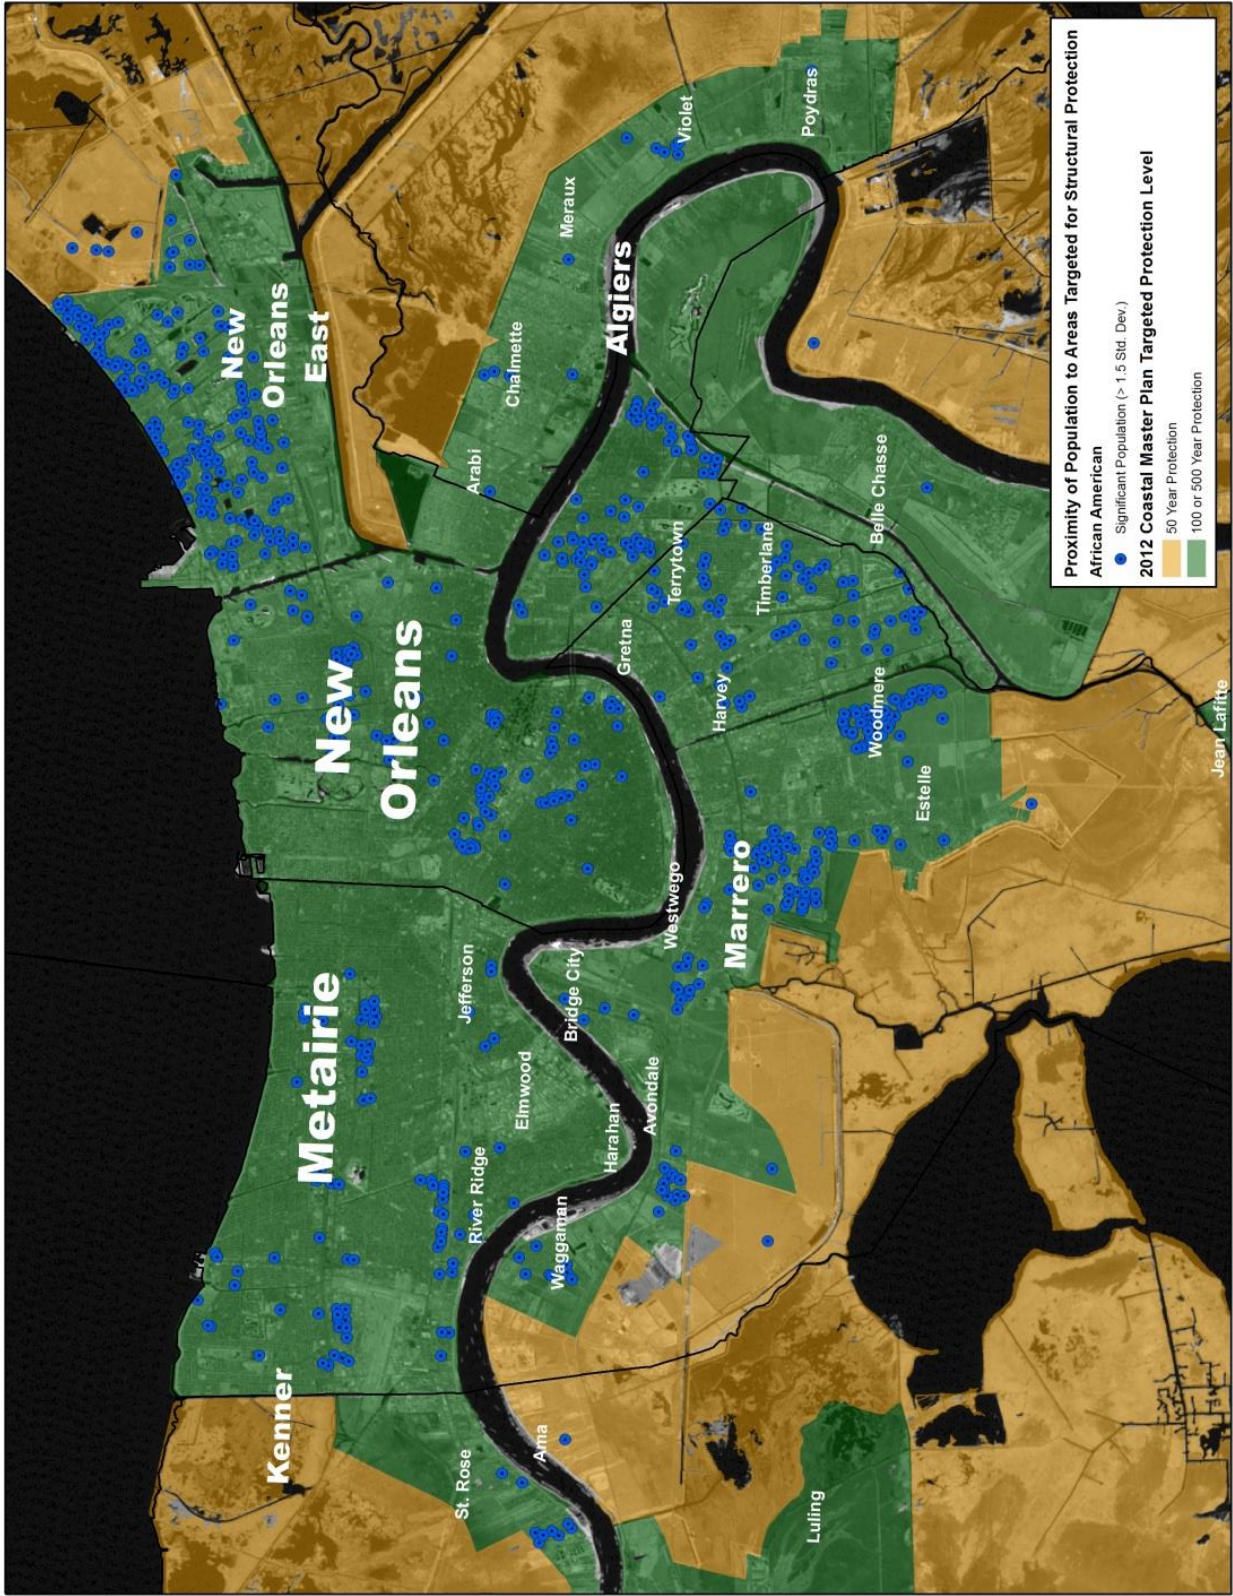 Metairie
New
Orleans
New
Orleans
East
Kenner
St. Rose
River Ridge
Jefferson
Elmwood
Harahan
Bridge City
Waggaman
Avondale
Ama
Luling
Westwego
Marrero
Harvey
Gretna
Terrytown
Timberlane
Woodmere
Estelle
Belle Chasse
Jean Lafitte
Algiers
Arabi
Chalmette
Meraux
Violet
Poydras
Proximity of Population to Areas Targeted for Structural Protection
African American
Significant Population (> 1.5 Std. Dev.)
2012 Coastal Master Plan Targeted Protection Level
50 Year Protection
100 or 500 Year Protection